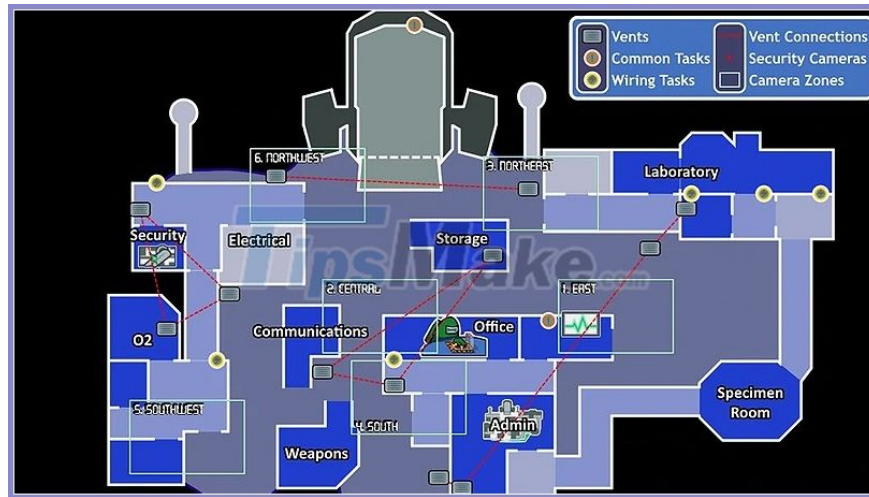 Vents
Vent Connections
Common Tasks
Security Cameras
Wiring Tasks
Camera Zones
6. NORTHWEST
3. NORTHEAST
Laboratory
Security
Electrical
Storage
TipsMake.com
2. CENTRAL
1. EAST
O2
Communications
Office
5. SOUTHWEST
4. SOUTH
Admin
Specimen
Room
Weapons